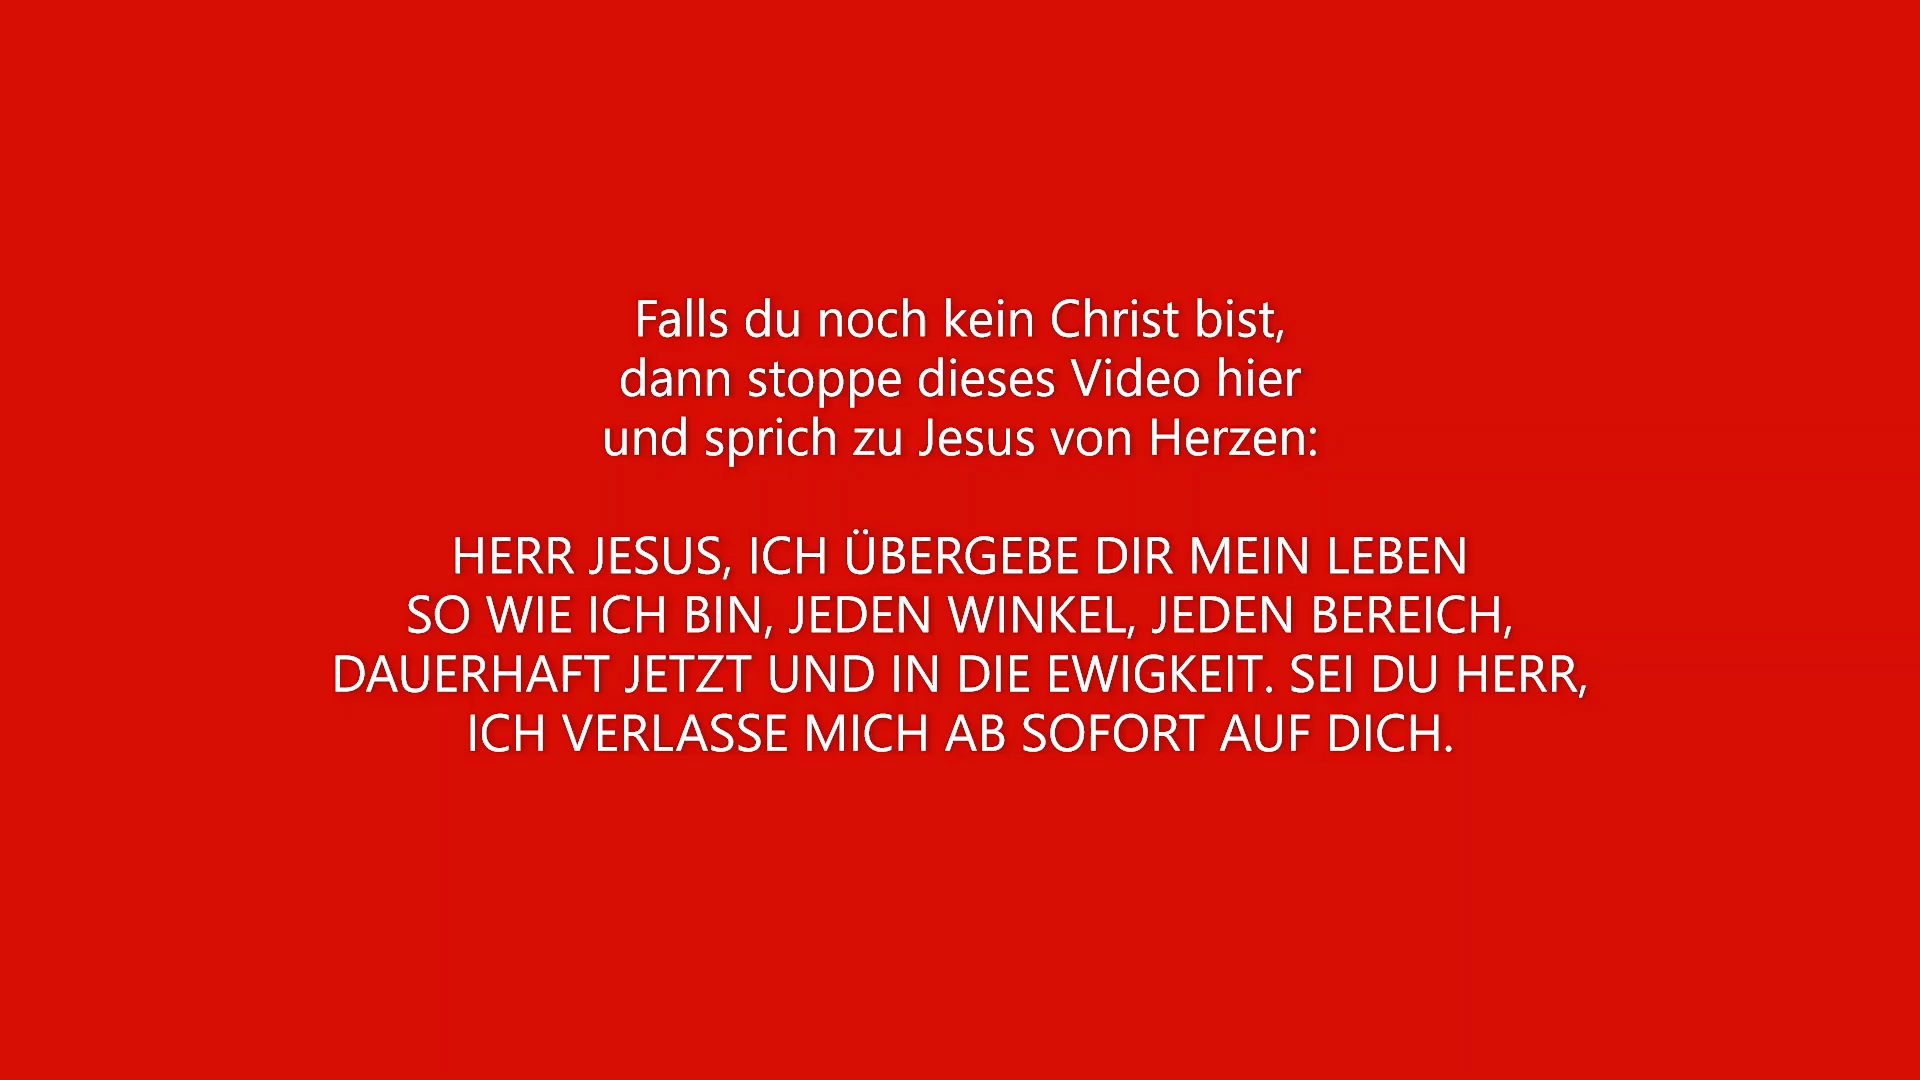 Falls du noch kein Christ bist,
dann stoppe dieses Video hier
und sprich zu Jesus von Herzen:
HERR JESUS, ICH ÜBERGEBE DIR MEIN LEBEN
SO WIE ICH BIN, JEDEN WINKEL, JEDEN BEREICH,
DAUERHAFT JETZT UND IN DIE EWIGKEIT. SEI DU HERR,
ICH VERLASSE MICH AB SOFORT AUF DICH.